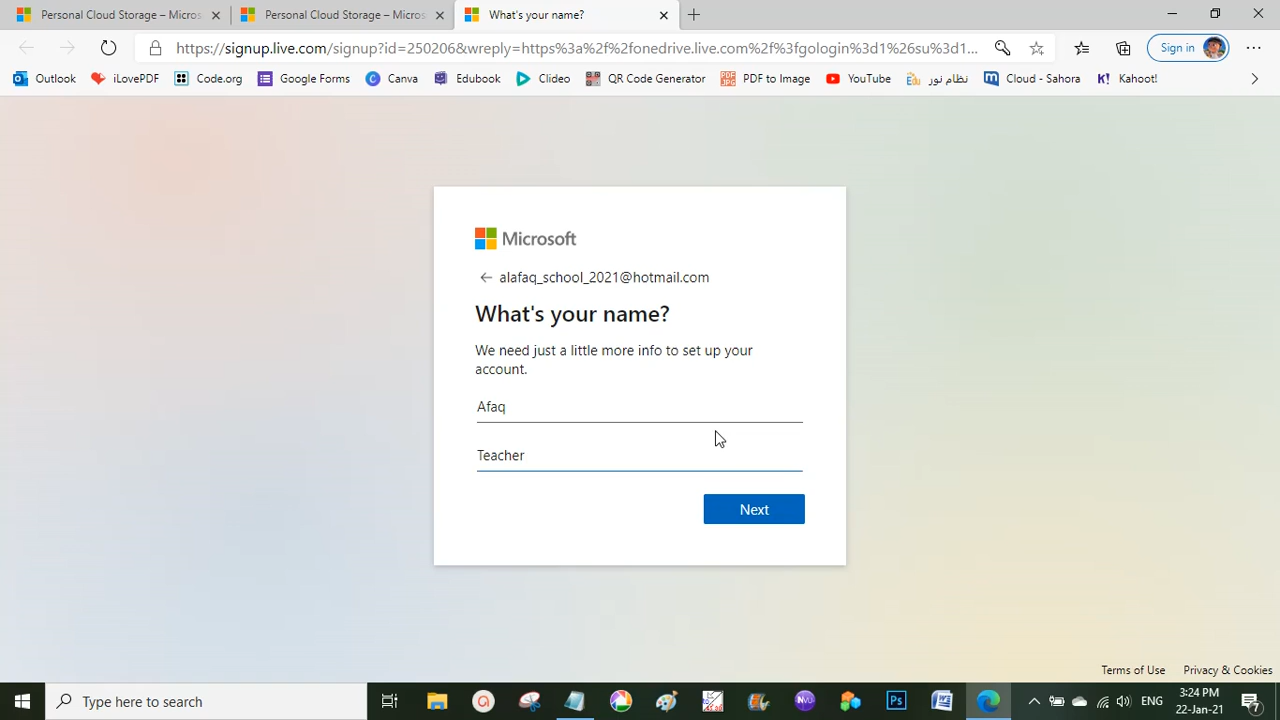 Personal Cloud Storage – Micros
Personal Cloud Storage – Micros
What's your name?
https://signup.live.com/signup?id=250206&wreply=https%3a%2f%2fonedrive.live.com%2f%3fgologin%3d1%26su%3d1...
Sign in
Outlook
iLovePDF
Code.org
Google Forms
Canva
Edubook
Clideo
QR Code Generator
PDF to Image
YouTube
نظام نور
Cloud - Sahora
Kahoot!
Microsoft
alafaq_school_2021@hotmail.com
What's your name?
We need just a little more info to set up your
account.
Afaq
Teacher
Next
Terms of Use
Privacy & Cookies
Type here to search
ENG
3:24 PM
22-Jan-21
7